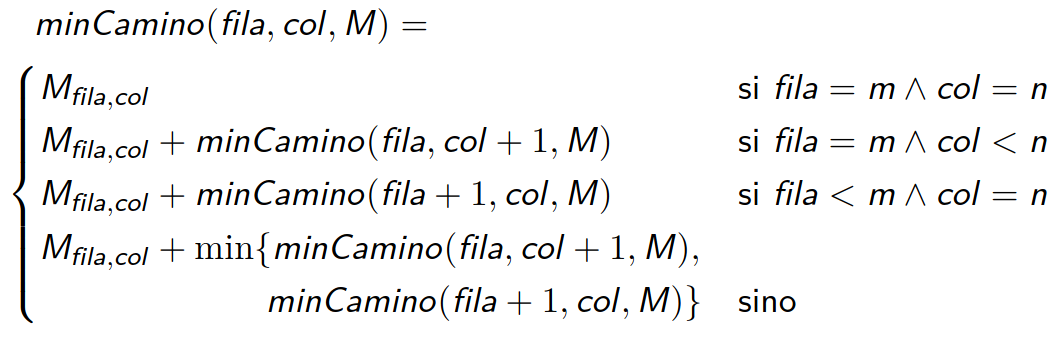 minCamino(fila, col, M) =
M_{fila,col} si fila = m ∧ col = n
M_{fila,col} + minCamino(fila, col + 1, M) si fila = m ∧ col < n
M_{fila,col} + minCamino(fila + 1, col, M) si fila < m ∧ col = n
M_{fila,col} + min{minCamino(fila, col + 1, M),
minCamino(fila + 1, col, M)} sino